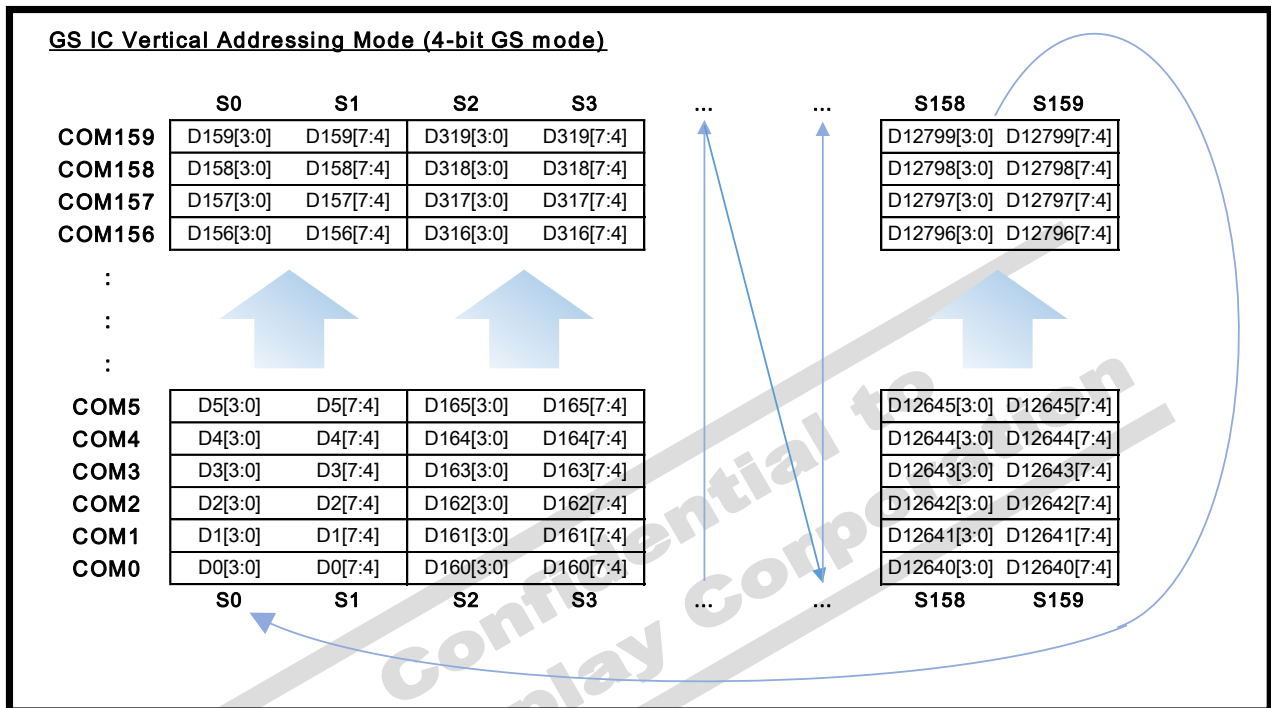 GS IC Vertical Addressing Mode (4-bit GS mode)
S0 S1 S2 S3 ... ... S158 S159
COM159 D159[3:0] D159[7:4] D319[3:0] D319[7:4] D12799[3:0] D12799[7:4]
COM158 D158[3:0] D158[7:4] D318[3:0] D318[7:4] D12798[3:0] D12798[7:4]
COM157 D157[3:0] D157[7:4] D317[3:0] D317[7:4] D12797[3:0] D12797[7:4]
COM156 D156[3:0] D156[7:4] D316[3:0] D316[7:4] D12796[3:0] D12796[7:4]
:
:
:
COM5 D5[3:0] D5[7:4] D165[3:0] D165[7:4] D12645[3:0] D12645[7:4]
COM4 D4[3:0] D4[7:4] D164[3:0] D164[7:4] D12644[3:0] D12644[7:4]
COM3 D3[3:0] D3[7:4] D163[3:0] D163[7:4] D12643[3:0] D12643[7:4]
COM2 D2[3:0] D2[7:4] D162[3:0] D162[7:4] D12642[3:0] D12642[7:4]
COM1 D1[3:0] D1[7:4] D161[3:0] D161[7:4] D12641[3:0] D12641[7:4]
COM0 D0[3:0] D0[7:4] D160[3:0] D160[7:4] D12640[3:0] D12640[7:4]
S0 S1 S2 S3 ... ... S158 S159
Confidential to
play Corporation